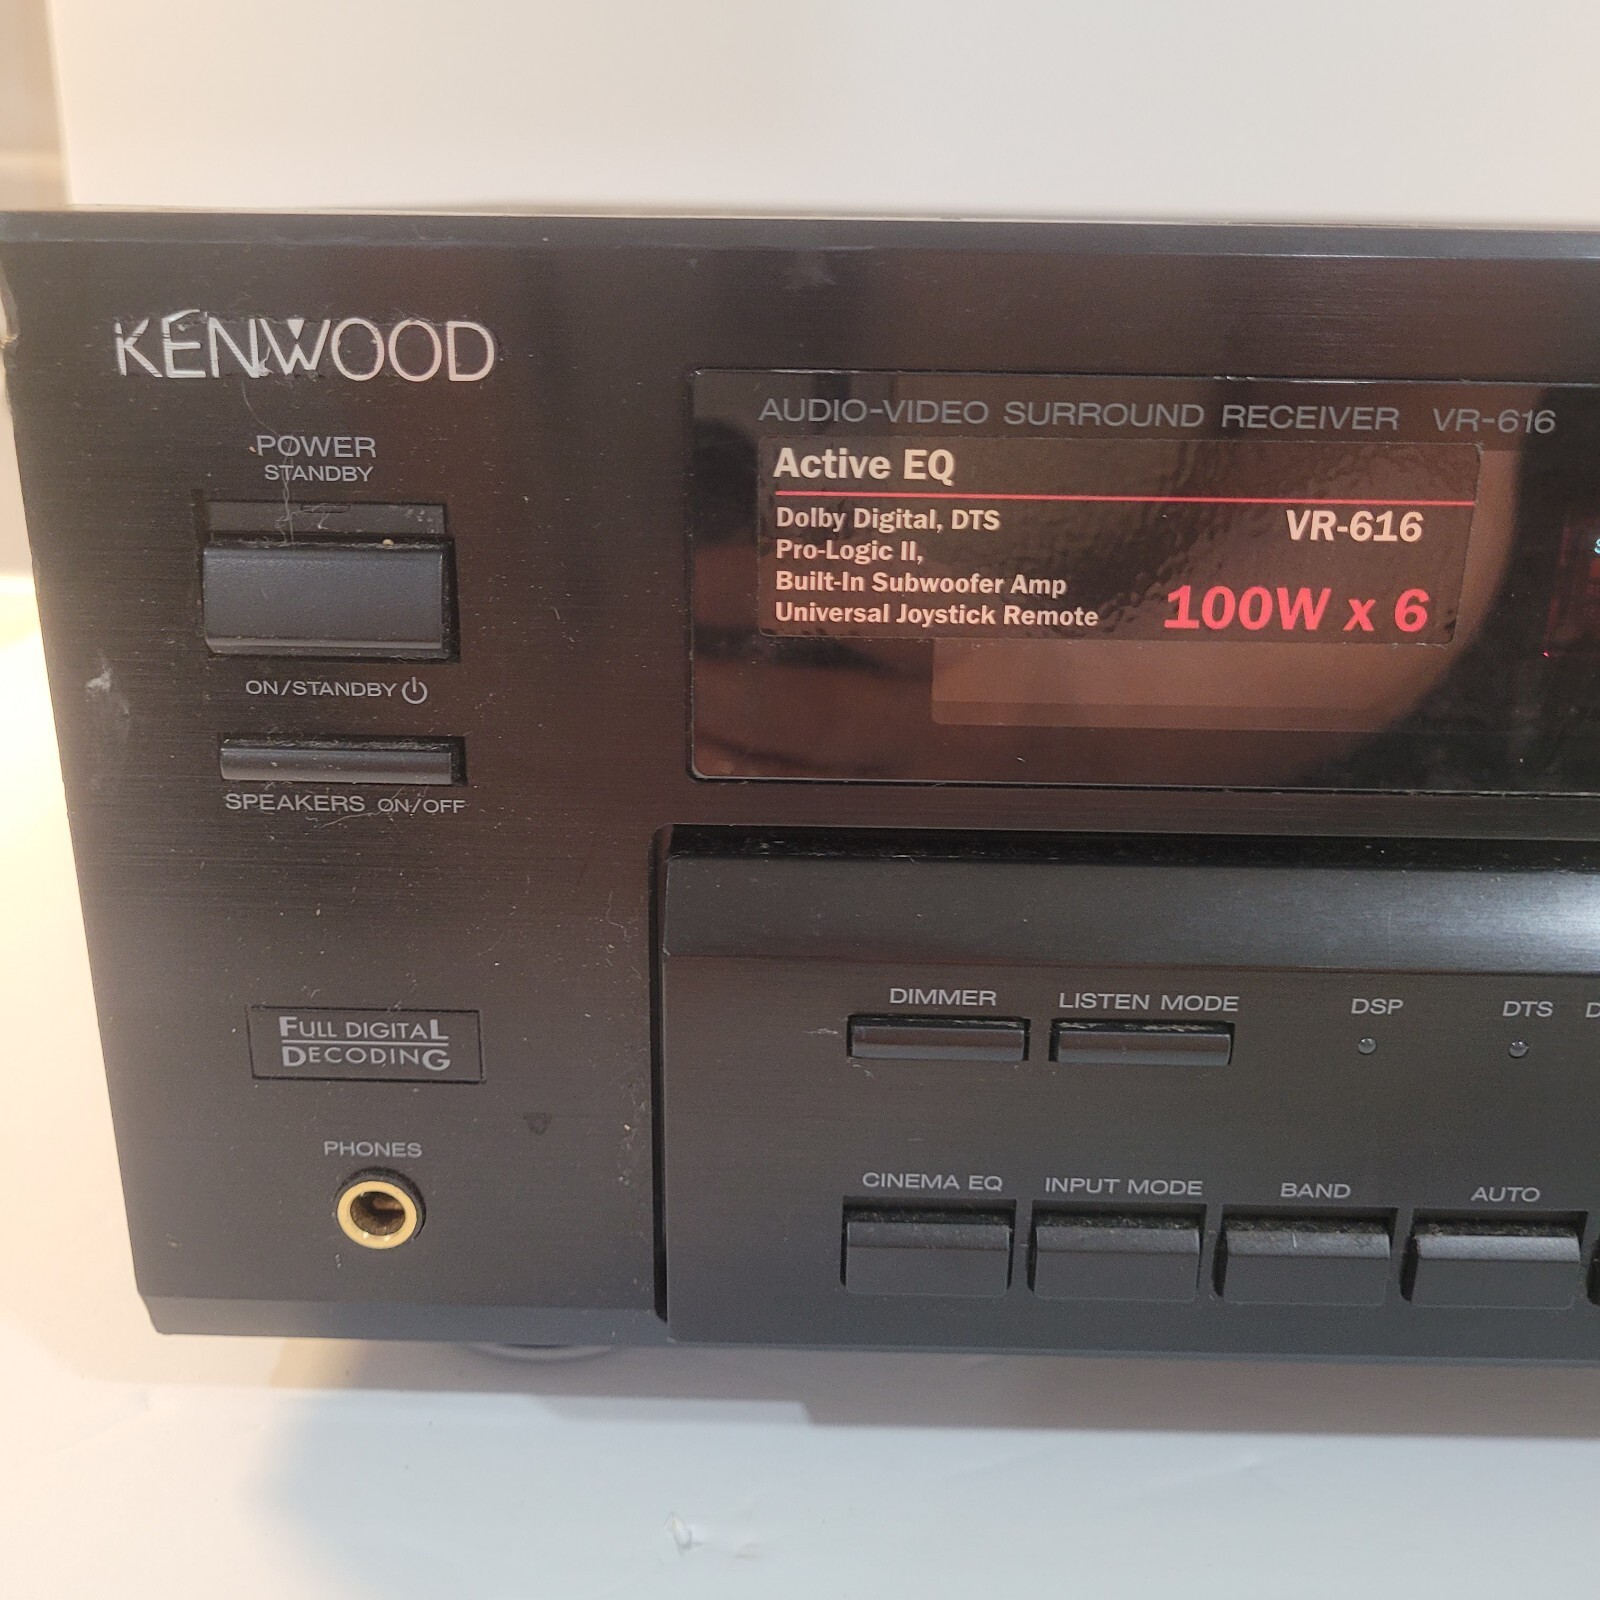 KENWOOD
POWER
STANDBY
ON/STANDBY
SPEAKERS ON/OFF
FULL DIGITAL
DECODING
PHONES
AUDIO-VIDEO SURROUND RECEIVER VR-616
Active EQ
Dolby Digital, DTS
Pro-Logic II,
Built-In Subwoofer Amp
Universal Joystick Remote
VR-616
100W x 6
DIMMER
LISTEN MODE
DSP
DTS
CINEMA EQ
INPUT MODE
BAND
AUTO